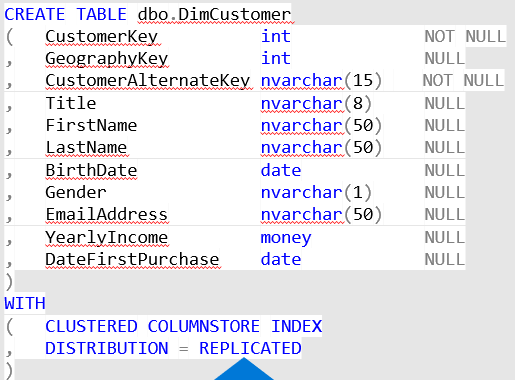 CREATE TABLE dbo.DimCustomer
( CustomerKey int NOT NULL
, GeographyKey int NULL
, CustomerAlternateKey nvarchar(15) NOT NULL
, Title nvarchar(8) NULL
, FirstName nvarchar(50) NULL
, LastName nvarchar(50) NULL
, BirthDate date NULL
, Gender nvarchar(1) NULL
, EmailAddress nvarchar(50) NULL
, YearlyIncome money NULL
, DateFirstPurchase date NULL
)
WITH
( CLUSTERED COLUMNSTORE INDEX
, DISTRIBUTION = REPLICATED
)